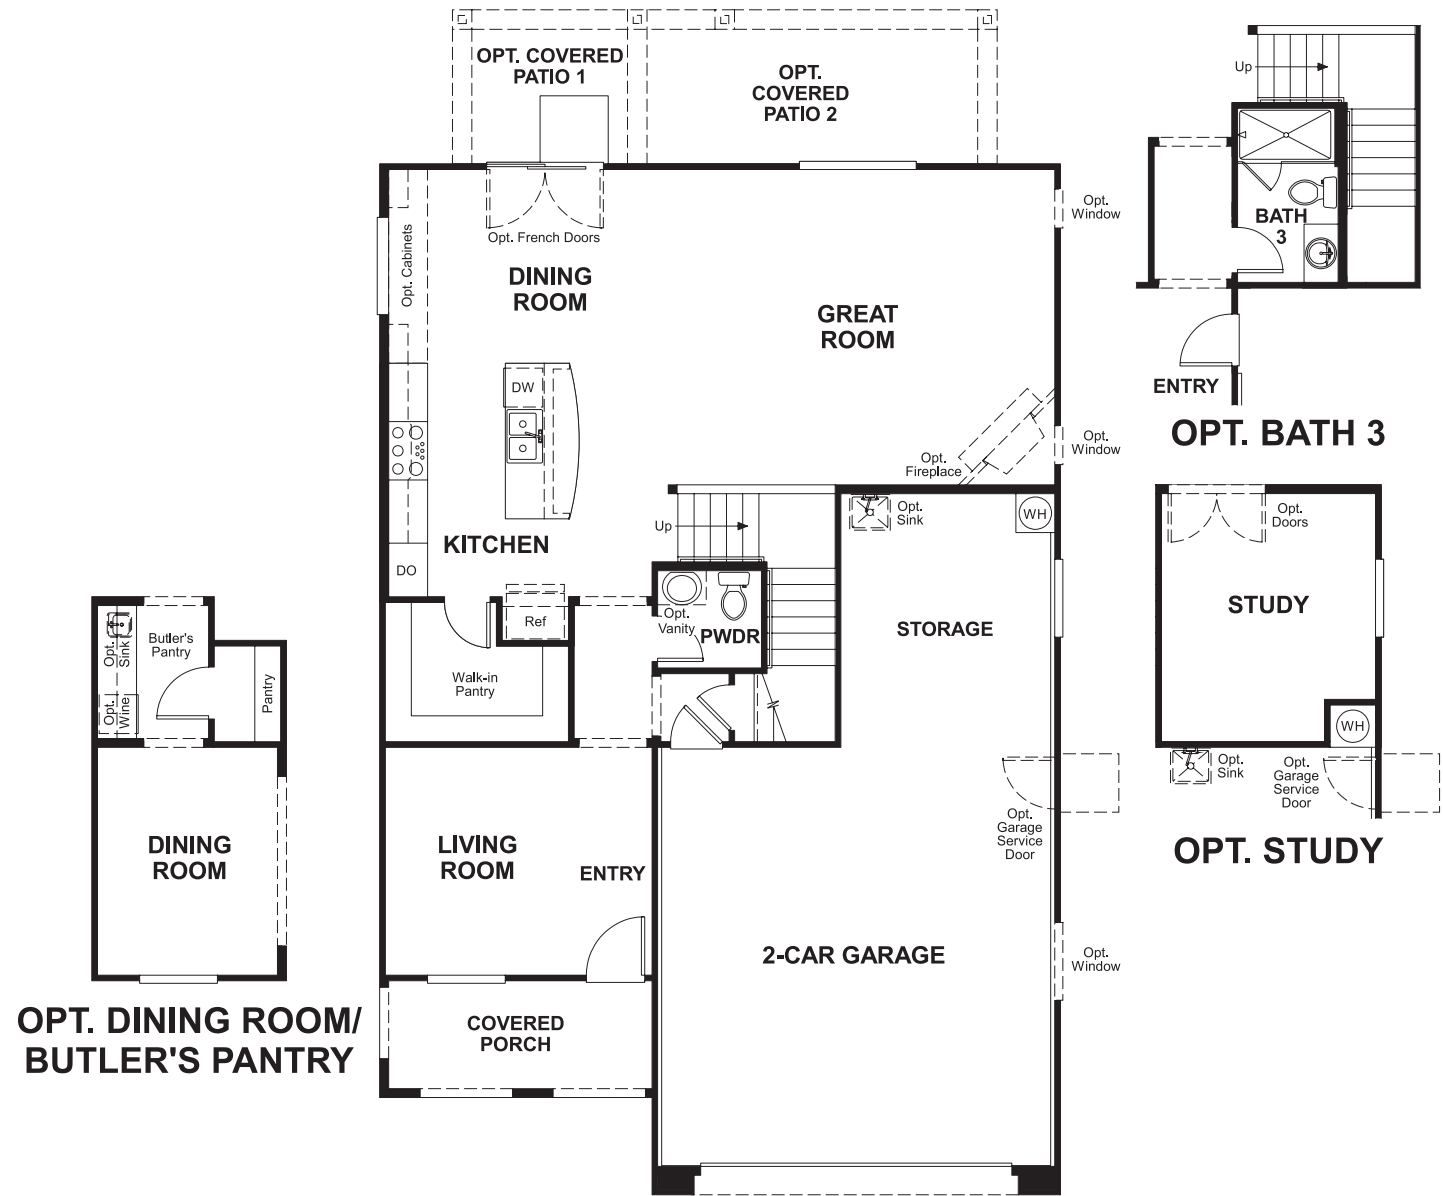 OPT. COVERED
PATIO 1
OPT.
COVERED
PATIO 2
Opt. French Doors
Opt. Cabinets
DINING
ROOM
GREAT
ROOM
Opt.
Window
DW
Opt.
Fireplace
Opt.
Window
KITCHEN
DO
Ref
Up
Opt.
Sink
WH
Opt.
Vanity
PWDR
STORAGE
Walk-in
Pantry
LIVING
ROOM
ENTRY
Opt.
Garage
Service
Door
2-CAR GARAGE
Opt.
Window
COVERED
PORCH
Opt.
Sink
Butler's
Pantry
Opt.
Wine
Pantry
DINING
ROOM
OPT. DINING ROOM/
BUTLER'S PANTRY
Up
BATH
3
ENTRY
OPT. BATH 3
Opt.
Doors
STUDY
WH
Opt.
Sink
Opt.
Garage
Service
Door
OPT. STUDY